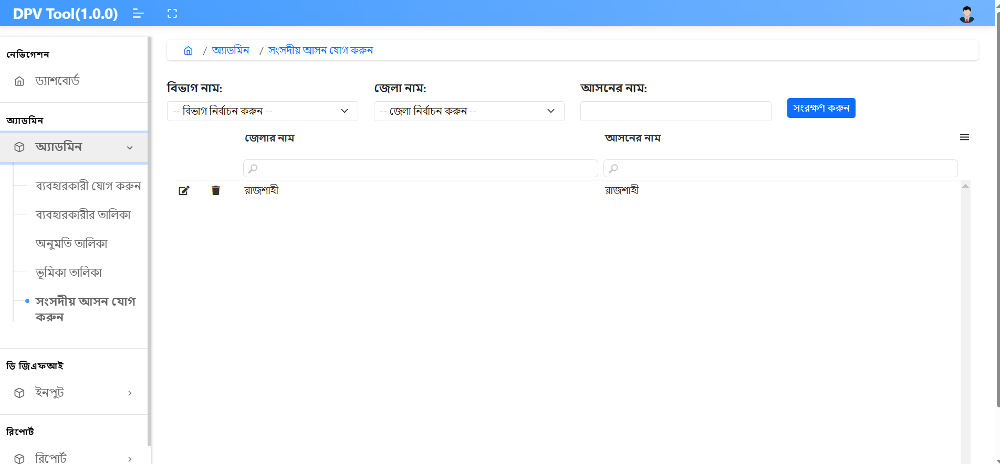 DPV Tool(1.0.0)
নেভিগেশন
ড্যাশবোর্ড
অ্যাডমিন
অ্যাডমিন
ব্যবহারকারী যোগ করুন
ব্যবহারকারীর তালিকা
অনুমতি তালিকা
ভূমিকা তালিকা
সংসদীয় আসন যোগ
করুন
ডি জিএফআই
ইনপুট
রিপোর্ট
রিপোর্ট
/ অ্যাডমিন / সংসদীয় আসন যোগ করুন
বিভাগ নাম: জেলা নাম: আসনের নাম:
-- বিভাগ নির্বাচন করুন -- -- জেলা নির্বাচন করুন -- সংরক্ষণ করুন
জেলার নাম আসনের নাম
রাজশাহী রাজশাহী